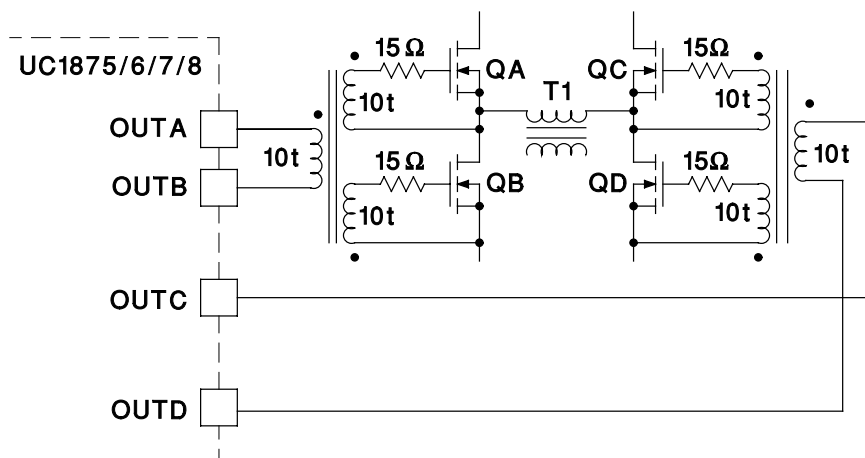 UC1875/6/7/8
15Ω
QA
QC
15Ω
T1
10t
10t
OUTA
10t
15Ω
15Ω
10t
OUTB
QB
QD
10t
10t
OUTC
OUTD